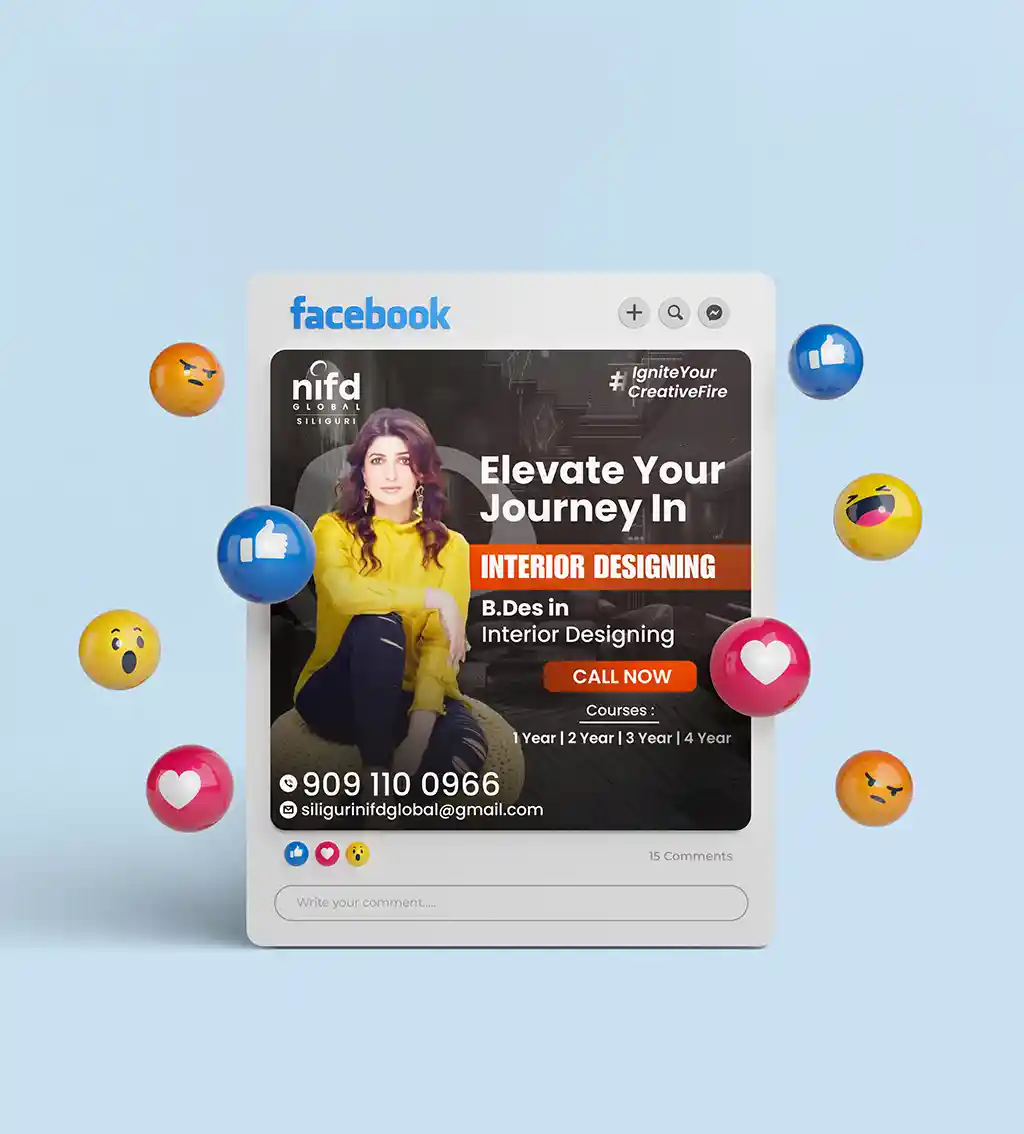 facebook
nifd
GLOBAL
SILIGURI
# IgniteYour
CreativeFire
Elevate Your
Journey In
INTERIOR DESIGNING
B.Des in
Interior Designing
CALL NOW
Courses :
1 Year | 2 Year | 3 Year | 4 Year
909 110 0966
siligurinifdglobal@gmail.com
15 Comments
Write your comment.....